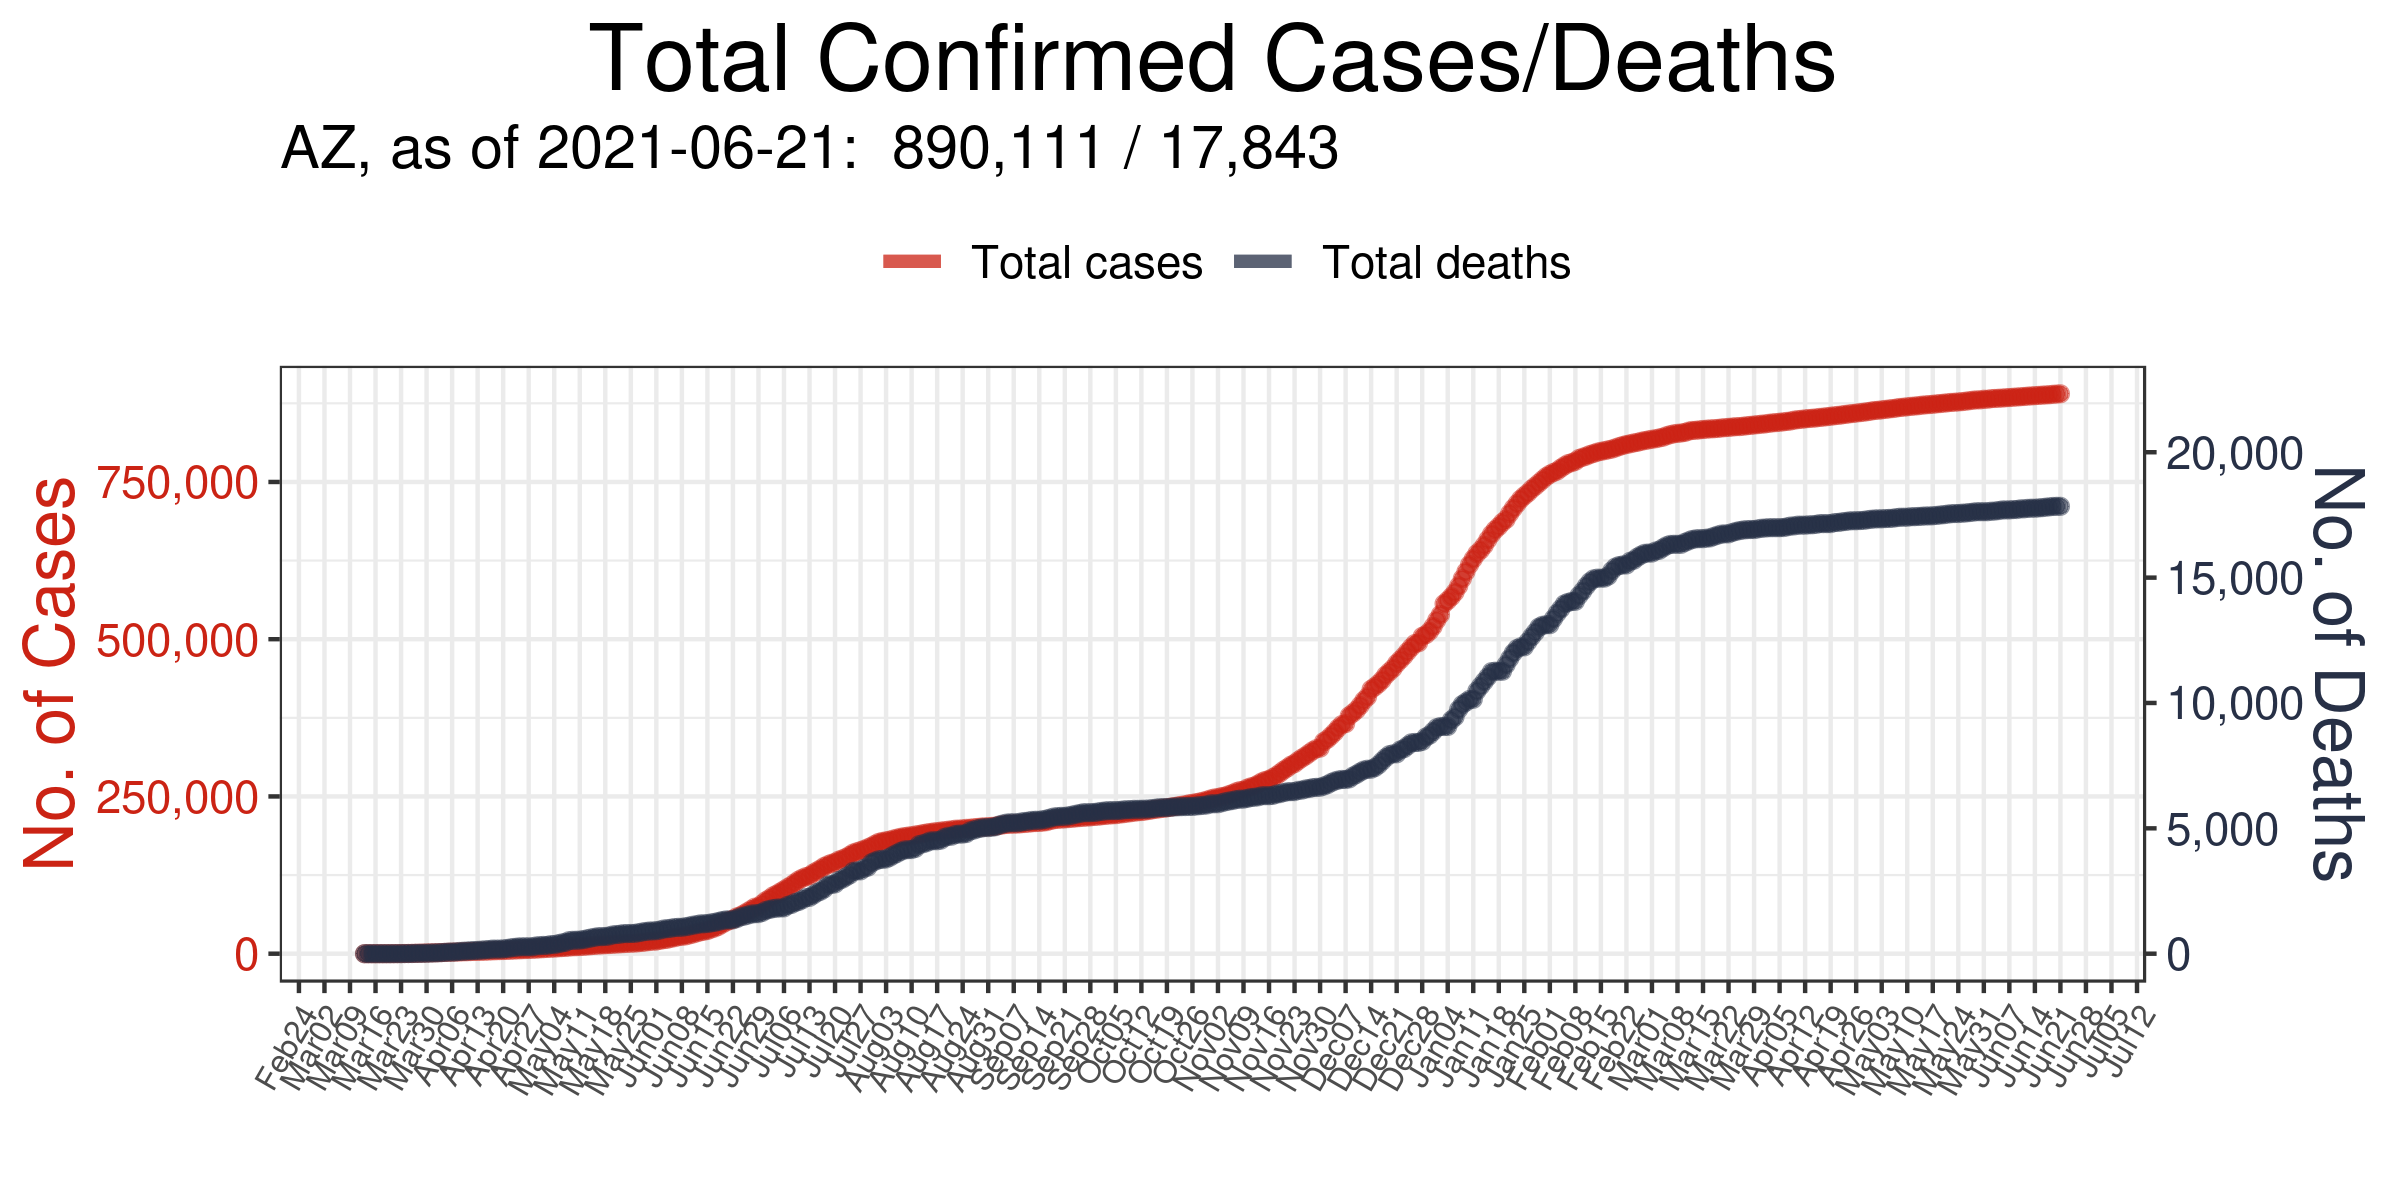 Total Confirmed Cases/Deaths
AZ, as of 2021-06-21:  890,111 / 17,843
Total cases
Total deaths
No. of Cases
750,000
500,000
250,000
0
20,000
15,000
10,000
5,000
0
No. of Deaths
Feb24
Mar02
Mar09
Mar16
Mar23
Mar30
Apr06
Apr13
Apr20
Apr27
May04
May11
May18
May25
Jun01
Jun08
Jun15
Jun22
Jun29
Jul06
Jul13
Jul20
Jul27
Aug03
Aug10
Aug17
Aug24
Aug31
Sep07
Sep14
Sep21
Sep28
Oct05
Oct12
Oct19
Oct26
Nov02
Nov09
Nov16
Nov23
Nov30
Dec07
Dec14
Dec21
Dec28
Jan04
Jan11
Jan18
Jan25
Feb01
Feb08
Feb15
Feb22
Mar01
Mar08
Mar15
Mar22
Mar29
Apr05
Apr12
Apr19
Apr26
May03
May10
May17
May24
May31
Jun07
Jun14
Jun21
Jun28
Jul05
Jul12